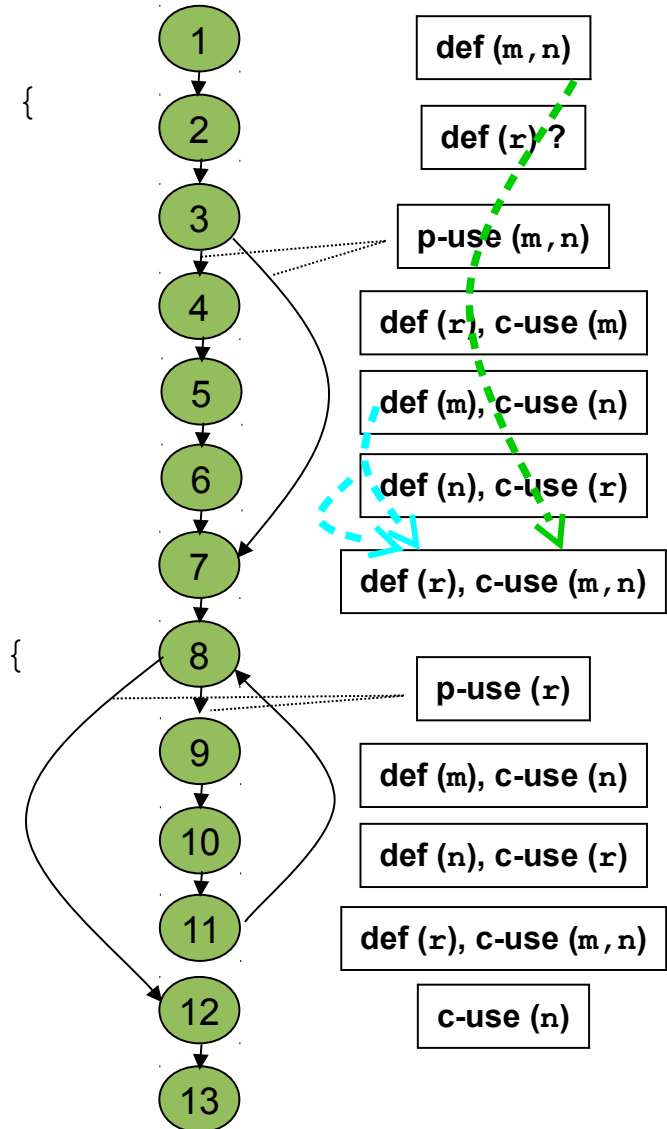 1 def (m,n)
{
2 def (r) ?
3 p-use (m,n)
4 def (r), c-use (m)
5 def (m), c-use (n)
6 def (n), c-use (r)
7 def (r), c-use (m,n)
{
8 p-use (r)
9 def (m), c-use (n)
10 def (n), c-use (r)
11 def (r), c-use (m,n)
12 c-use (n)
13